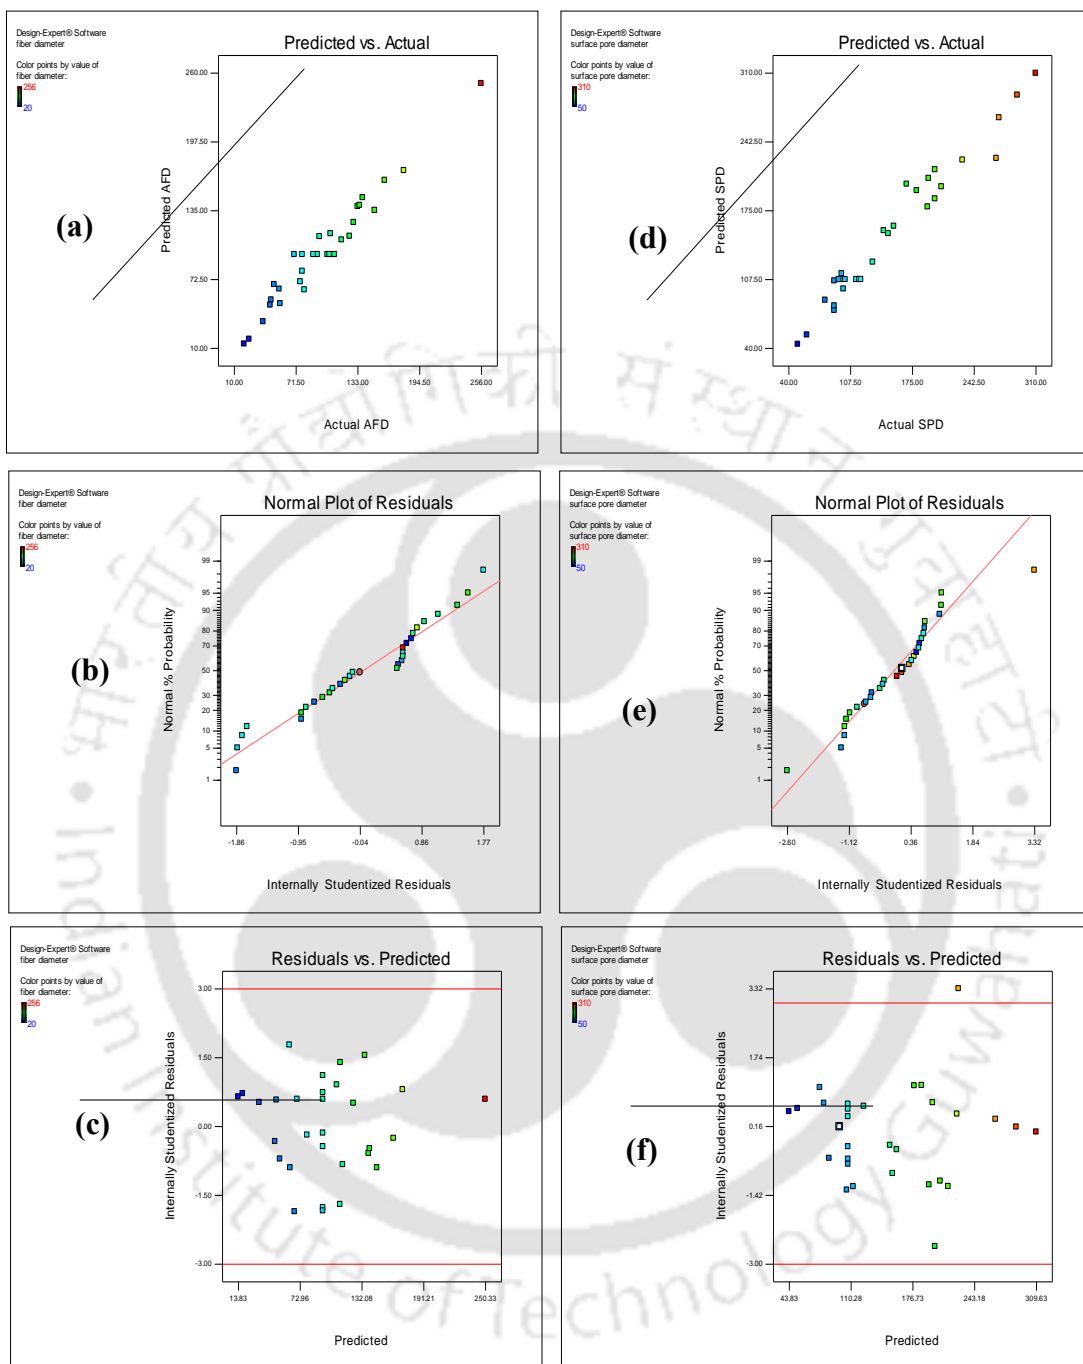 Design-Expert® Software
fiber diameter
Color points by value of
fiber diameter:
256
20
Predicted vs. Actual
Predicted AFD
260.00
197.50
135.00
72.50
10.00
10.00 71.50 133.00 194.50 256.00
Actual AFD
(a)
Design-Expert® Software
surface pore diameter
Color points by value of
surface pore diameter:
310
50
Predicted vs. Actual
Predicted SPD
310.00
242.50
175.00
107.50
40.00
40.00 107.50 175.00 242.50 310.00
Actual SPD
(d)
Design-Expert® Software
fiber diameter
Color points by value of
fiber diameter:
256
20
Normal Plot of Residuals
Normal % Probability
99
95
90
80
70
50
30
20
10
5
1
-1.86 -0.95 -0.04 0.86 1.77
Internally Studentized Residuals
(b)
Design-Expert® Software
surface pore diameter
Color points by value of
surface pore diameter:
310
50
Normal Plot of Residuals
Normal % Probability
99
95
90
80
70
50
30
20
10
5
1
-2.60 -1.12 0.36 1.84 3.32
Internally Studentized Residuals
(e)
Design-Expert® Software
fiber diameter
Color points by value of
fiber diameter:
256
20
Residuals vs. Predicted
Internally Studentized Residuals
3.00
1.50
0.00
-1.50
-3.00
13.83 72.96 132.08 191.21 250.33
Predicted
(c)
Design-Expert® Software
surface pore diameter
Color points by value of
surface pore diameter:
310
50
Residuals vs. Predicted
Internally Studentized Residuals
3.32
1.74
0.16
-1.42
-3.00
43.83 110.28 176.73 243.18 309.63
Predicted
(f)
भारतीय प्रौद्योगिकी संस्थान गुवाहाटी
Indian Institute of Technology Guwahati